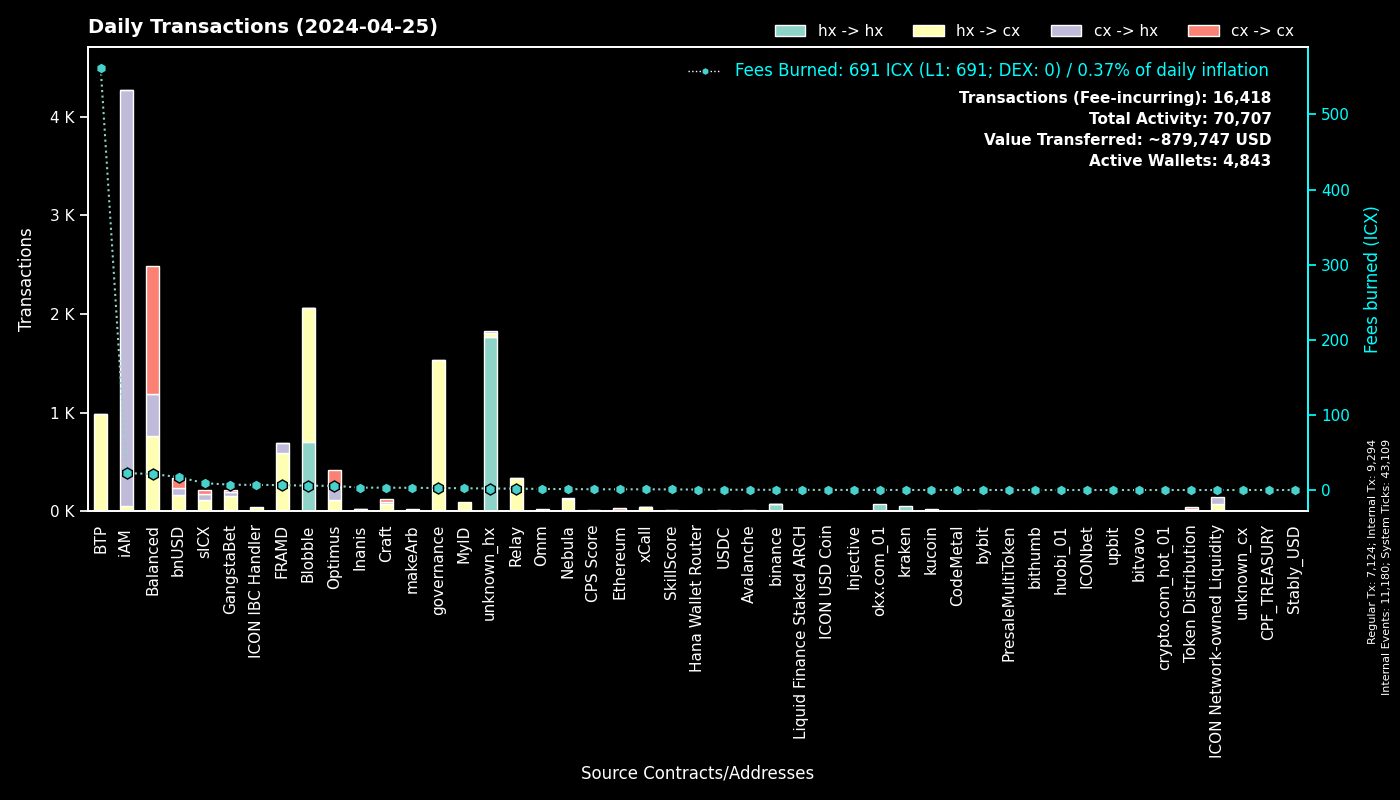 Daily Transactions (2024-04-25)
hx -> hx
hx -> cx
cx -> hx
cx -> cx
Fees Burned: 691 ICX (L1: 691; DEX: 0) / 0.37% of daily inflation
Transactions (Fee-incurring): 16,418
Total Activity: 70,707
Value Transferred: ~879,747 USD
Active Wallets: 4,843
Transactions
4 K
3 K
2 K
1 K
0 K
500
400
300
200
100
0
Fees burned (ICX)
BTP
iAM
Balanced
bnUSD
sICX
GangstaBet
ICON IBC Handler
FRAMD
Blobble
Optimus
Inanis
Craft
makeArb
governance
MyID
unknown_hx
Relay
Omm
Nebula
CPS Score
Ethereum
xCall
SkillScore
Hana Wallet Router
USDC
Avalanche
binance
Liquid Finance Staked ARCH
ICON USD Coin
Injective
okx.com_01
kraken
kucoin
CodeMetal
bybit
PresaleMultiToken
bithumb
huobi_01
ICONbet
upbit
bitvavo
crypto.com_hot_01
Token Distribution
ICON Network-owned Liquidity
unknown_cx
CPF_TREASURY
Stably_USD
Source Contracts/Addresses
Regular Tx: 7,124; Internal Tx: 9,294
Internal Events: 11,180; System Ticks: 43,109